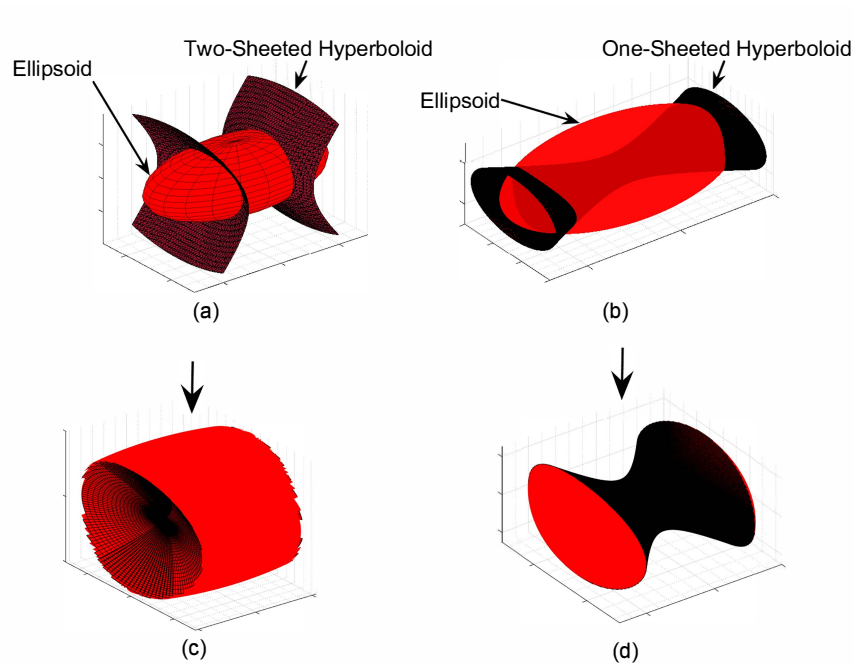 Two-Sheeted Hyperboloid
Ellipsoid
One-Sheeted Hyperboloid
Ellipsoid
(a)
(b)
(c)
(d)